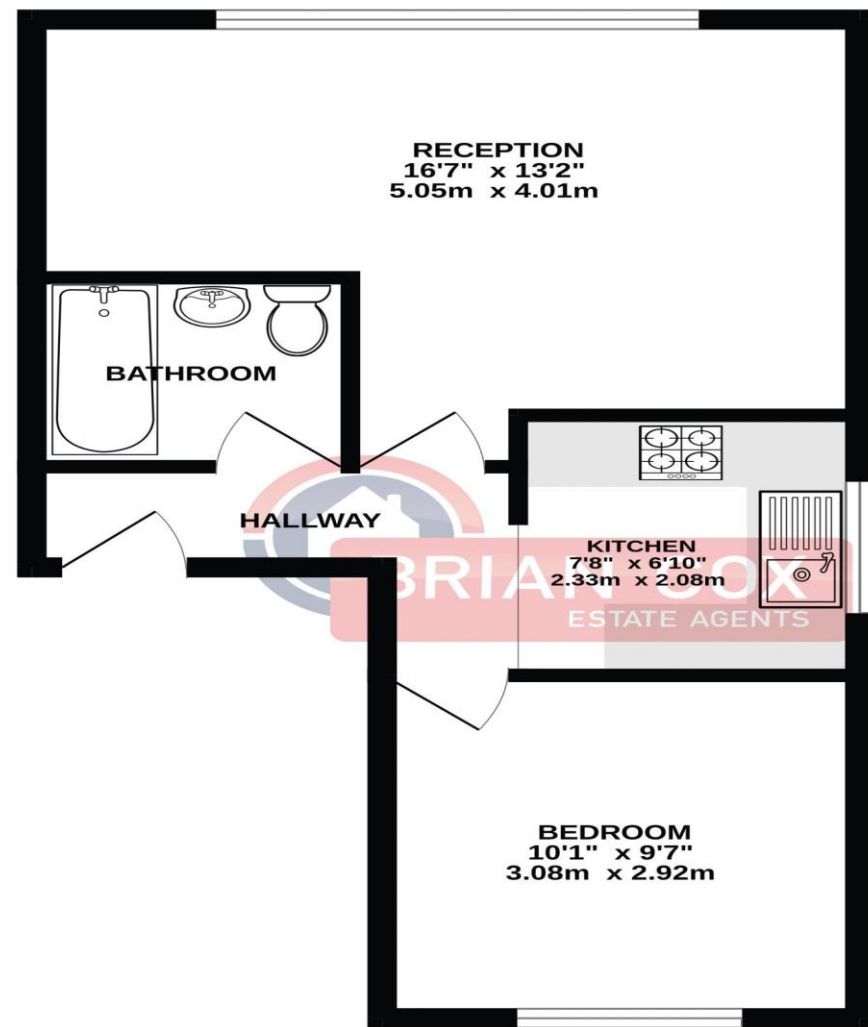 RECEPTION
16'7" x 13'2"
5.05m x 4.01m
BATHROOM
HALLWAY
KITCHEN
7'8" x 6'10"
2.33m x 2.08m
BRIAN COX
ESTATE AGENTS
BEDROOM
10'1" x 9'7"
3.08m x 2.92m